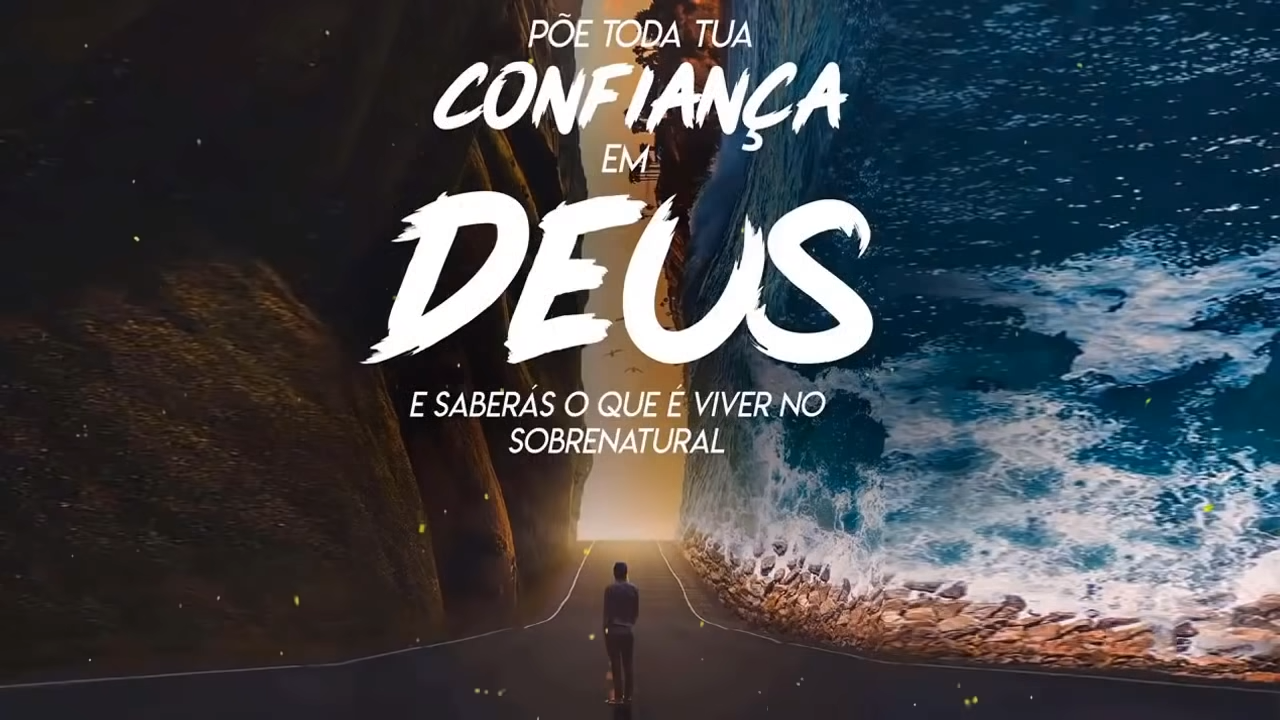 PÕE TODA TUA
CONFIANÇA
EM
DEUS
E SABERÁS O QUE É VIVER NO
SOBRENATURAL